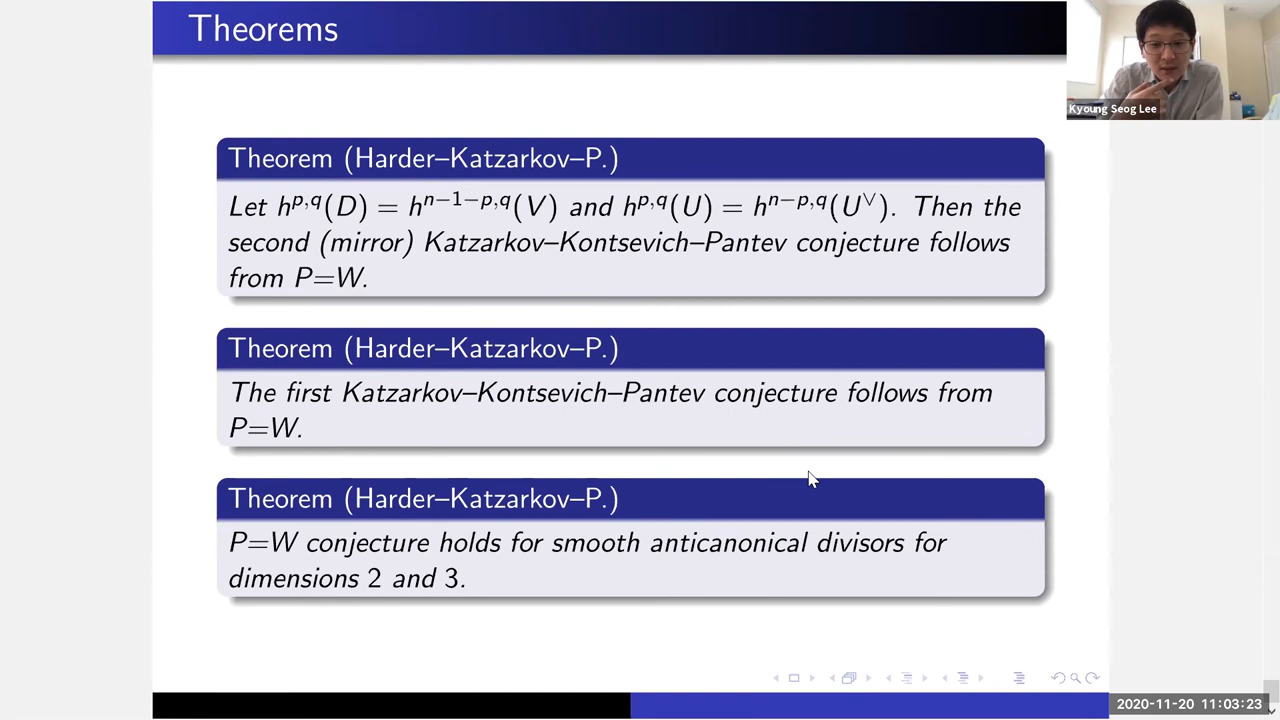 Theorems
Kyoung Seog Lee
Theorem (Harder–Katzarkov–P.)
Let h^{p,q}(D) = h^{n−1−p,q}(V) and h^{p,q}(U) = h^{n−p,q}(U^∨). Then the
second (mirror) Katzarkov–Kontsevich–Pantev conjecture follows
from P=W.
Theorem (Harder–Katzarkov–P.)
The first Katzarkov–Kontsevich–Pantev conjecture follows from
P=W.
Theorem (Harder–Katzarkov–P.)
P=W conjecture holds for smooth anticanonical divisors for
dimensions 2 and 3.
2020-11-20 11:03:23